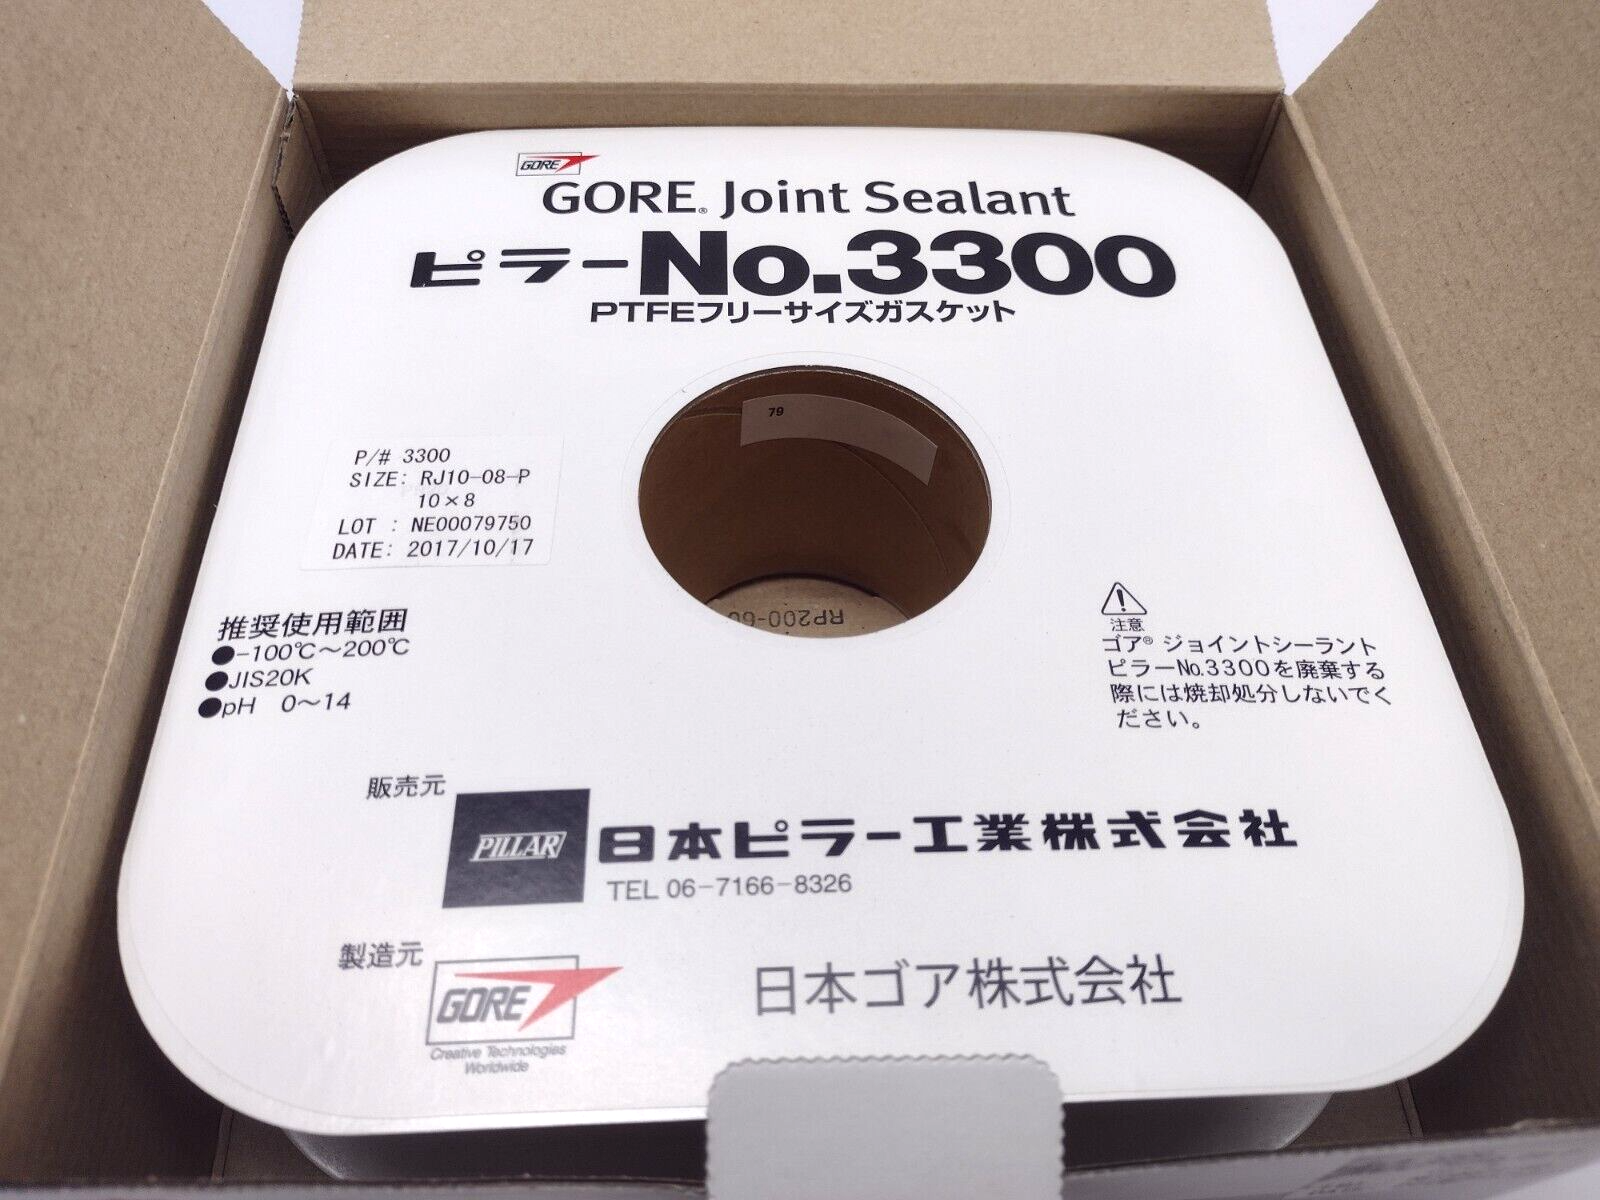 GORE
GORE® Joint Sealant
ピラーNo.3300
PTFEフリーサイズガスケット
79
P/# 3300
SIZE: RJ10-08-P
10×8
LOT : NE00079750
DATE: 2017/10/17
RP200-60
推奨使用範囲
●-100℃～200℃
●JIS20K
●pH 0～14
注意
ゴア® ジョイントシーラント
ピラーNo.3300を廃棄する
際には焼却処分しないでく
ださい。
販売元
PILLAR
日本ピラー工業株式会社
TEL 06-7166-8326
製造元
GORE
Creative Technologies
Worldwide
日本ゴア株式会社